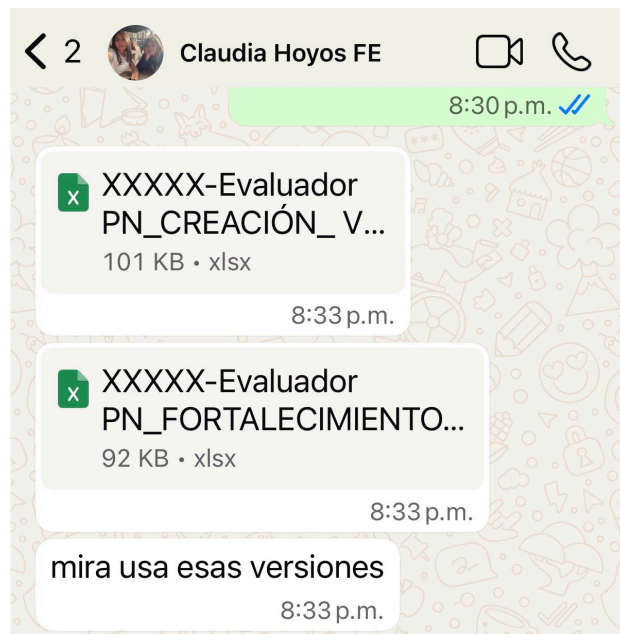 2 Claudia Hoyos FE
8:30 p.m.
X
XXXXX-Evaluador
PN_CREACIÓN_ V...
101 KB • xlsx
8:33 p.m.
X
XXXXX-Evaluador
PN_FORTALECIMIENTO...
92 KB • xlsx
8:33 p.m.
mira usa esas versiones
8:33 p.m.